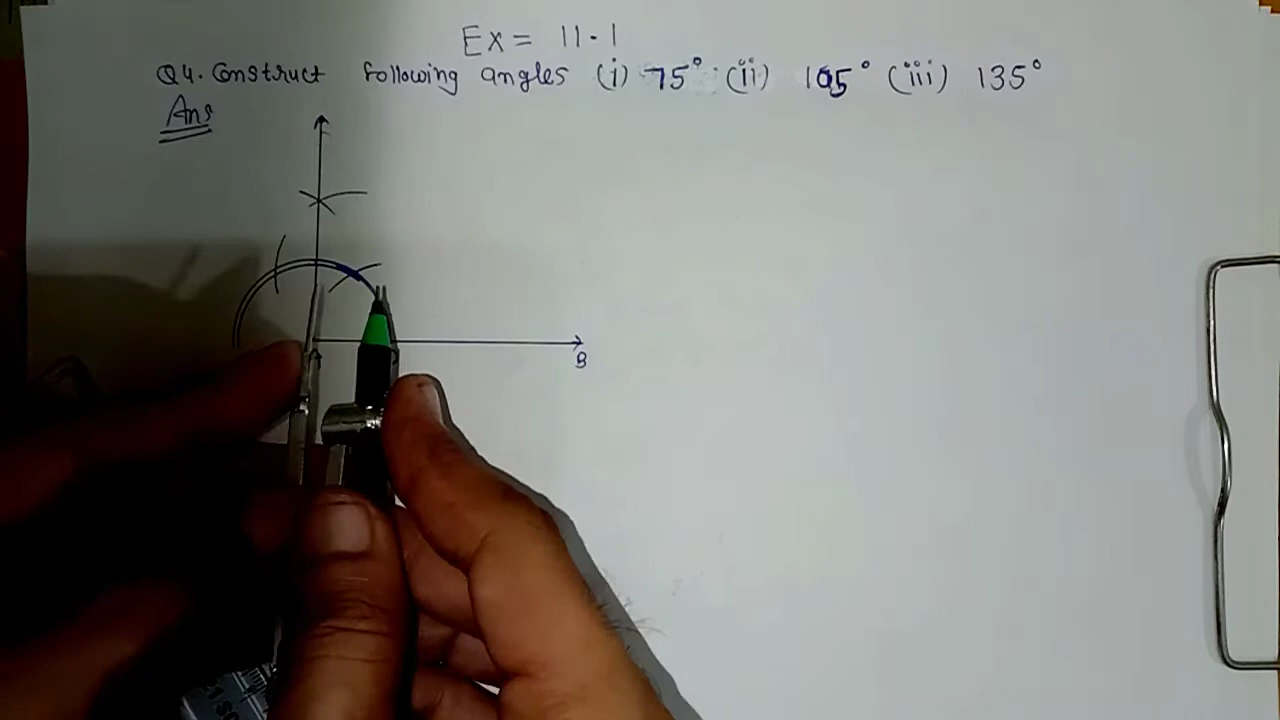 Ex = 11.1
Q4. Construct following angles (i) 75° (ii) 105° (iii) 135°
Ans
B